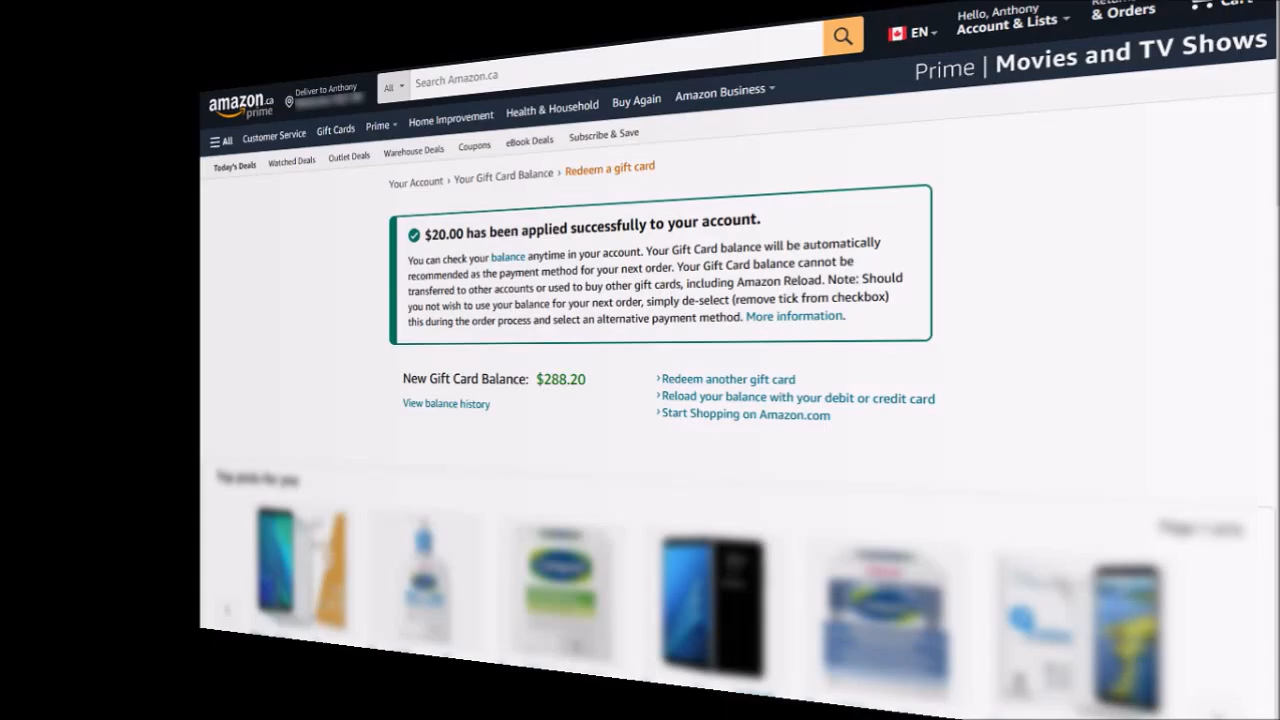 Hello, Anthony
Account & Lists
& Orders
EN
All
Search Amazon.ca
Deliver to Anthony
amazon.ca
prime
Prime | Movies and TV Shows
All
Customer Service
Gift Cards
Prime
Home Improvement
Health & Household
Buy Again
Amazon Business
Today's Deals
Watched Deals
Outlet Deals
Warehouse Deals
Coupons
eBook Deals
Subscribe & Save
Your Account › Your Gift Card Balance › Redeem a gift card
$20.00 has been applied successfully to your account.
You can check your balance anytime in your account. Your Gift Card balance will be automatically
recommended as the payment method for your next order. Your Gift Card balance cannot be
transferred to other accounts or used to buy other gift cards, including Amazon Reload. Note: Should
you not wish to use your balance for your next order, simply de-select (remove tick from checkbox)
this during the order process and select an alternative payment method. More information.
New Gift Card Balance: $288.20
View balance history
›Redeem another gift card
›Reload your balance with your debit or credit card
›Start Shopping on Amazon.com